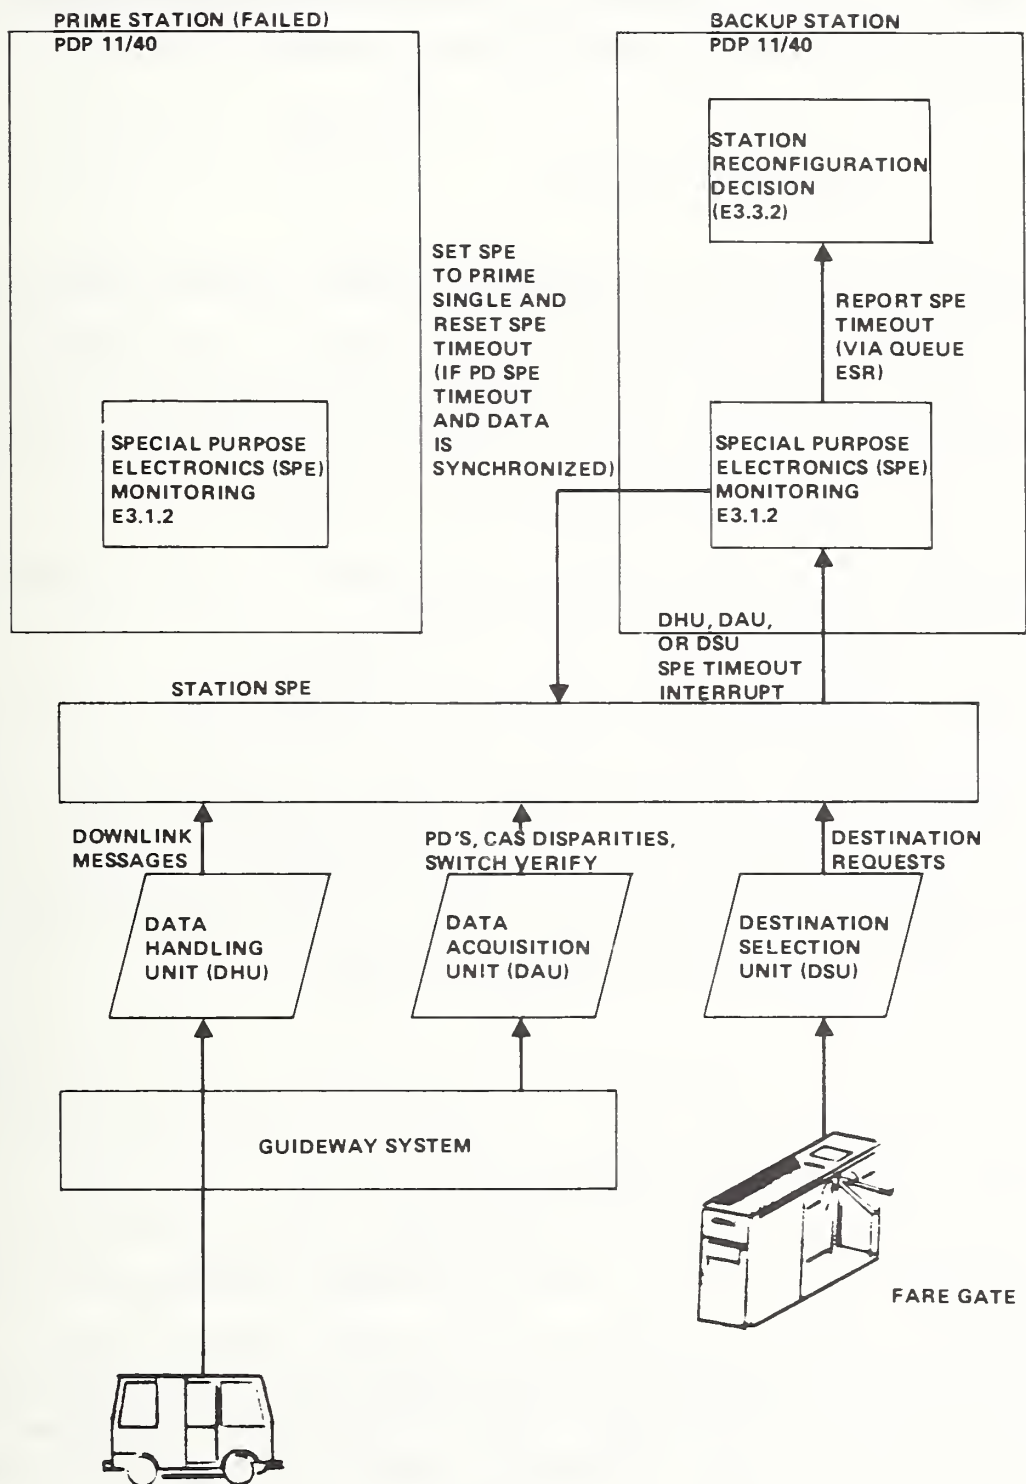 PRIME STATION (FAILED)
PDP 11/40
BACKUP STATION
PDP 11/40
STATION
RECONFIGURATION
DECISION
(E3.3.2)
SET SPE
TO PRIME
SINGLE AND
RESET SPE
TIMEOUT
(IF PD SPE
TIMEOUT
AND DATA
IS
SYNCHRONIZED)
REPORT SPE
TIMEOUT
(VIA QUEUE
ESR)
SPECIAL PURPOSE
ELECTRONICS (SPE)
MONITORING
E3.1.2
SPECIAL PURPOSE
ELECTRONICS (SPE)
MONITORING
E3.1.2
DHU, DAU,
OR DSU
SPE TIMEOUT
INTERRUPT
STATION SPE
DOWNLINK
MESSAGES
PD'S, CAS DISPARITIES,
SWITCH VERIFY
DESTINATION
REQUESTS
DATA
HANDLING
UNIT (DHU)
DATA
ACQUISITION
UNIT (DAU)
DESTINATION
SELECTION
UNIT (DSU)
GUIDEWAY SYSTEM
FARE GATE